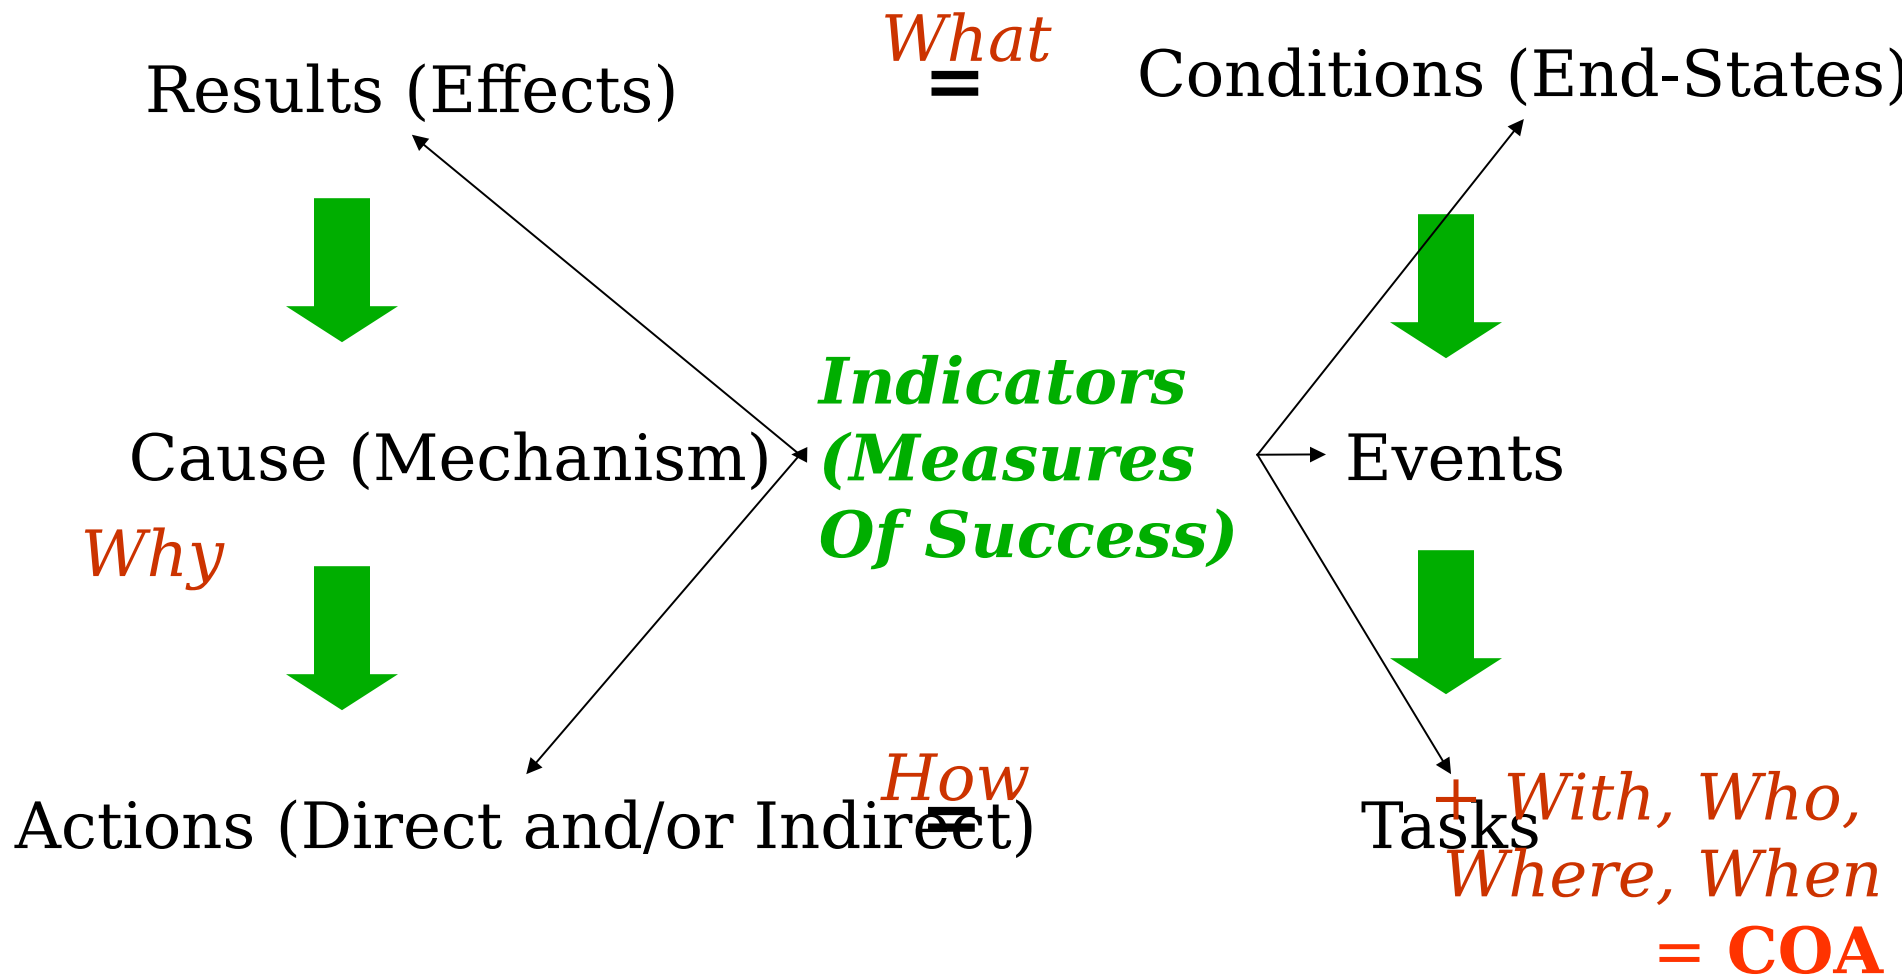 What
Results (Effects)
=
Conditions (End-States)
Indicators
(Measures
Of Success)
Cause (Mechanism)
Events
Why
How
Actions (Direct and/or Indirect)
=
Tasks
+ With, Who,
Where, When
= COA